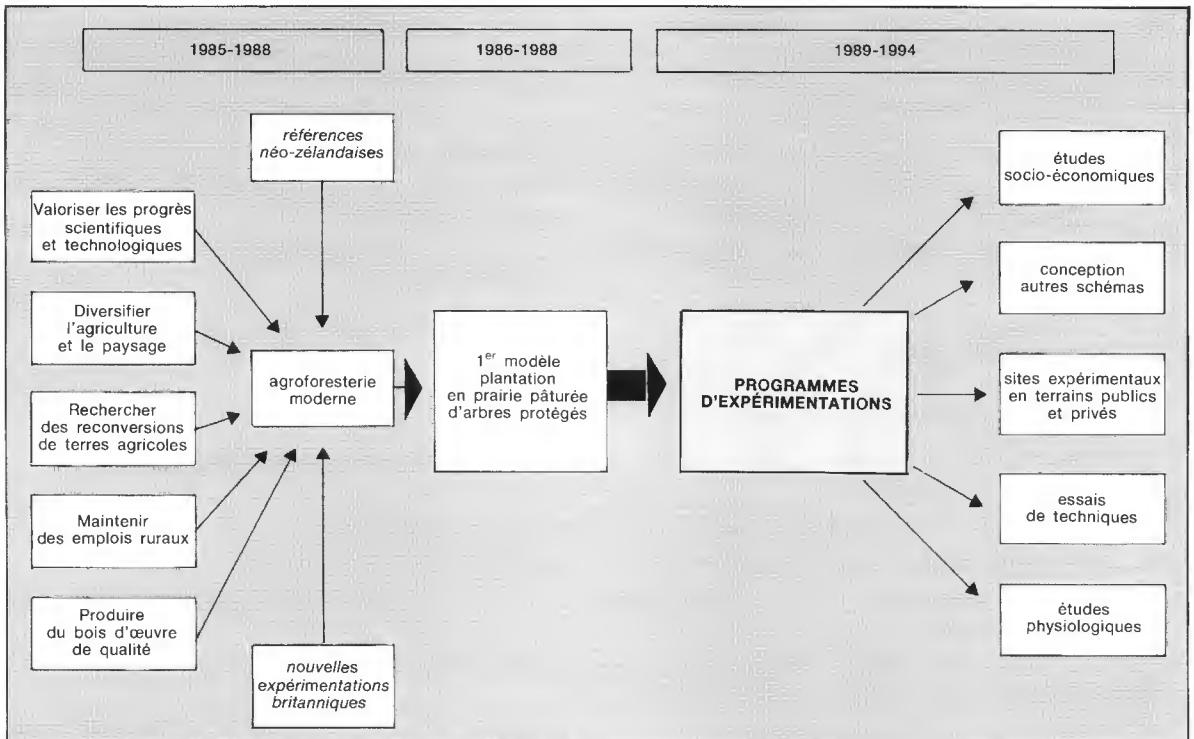 1985-1988
1986-1988
1989-1994
références
néo-zélandaises
Valoriser les progrès
scientifiques
et technologiques
Diversifier
l'agriculture
et le paysage
Rechercher
des reconversions
de terres agricoles
Maintenir
des emplois ruraux
Produire
du bois d'œuvre
de qualité
agroforesterie
moderne
nouvelles
expérimentations
britanniques
1er modèle
plantation
en prairie pâturée
d'arbres protégés
PROGRAMMES
D'EXPÉRIMENTATIONS
études
socio-économiques
conception
autres schémas
sites expérimentaux
en terrains publics
et privés
essais
de techniques
études
physiologiques